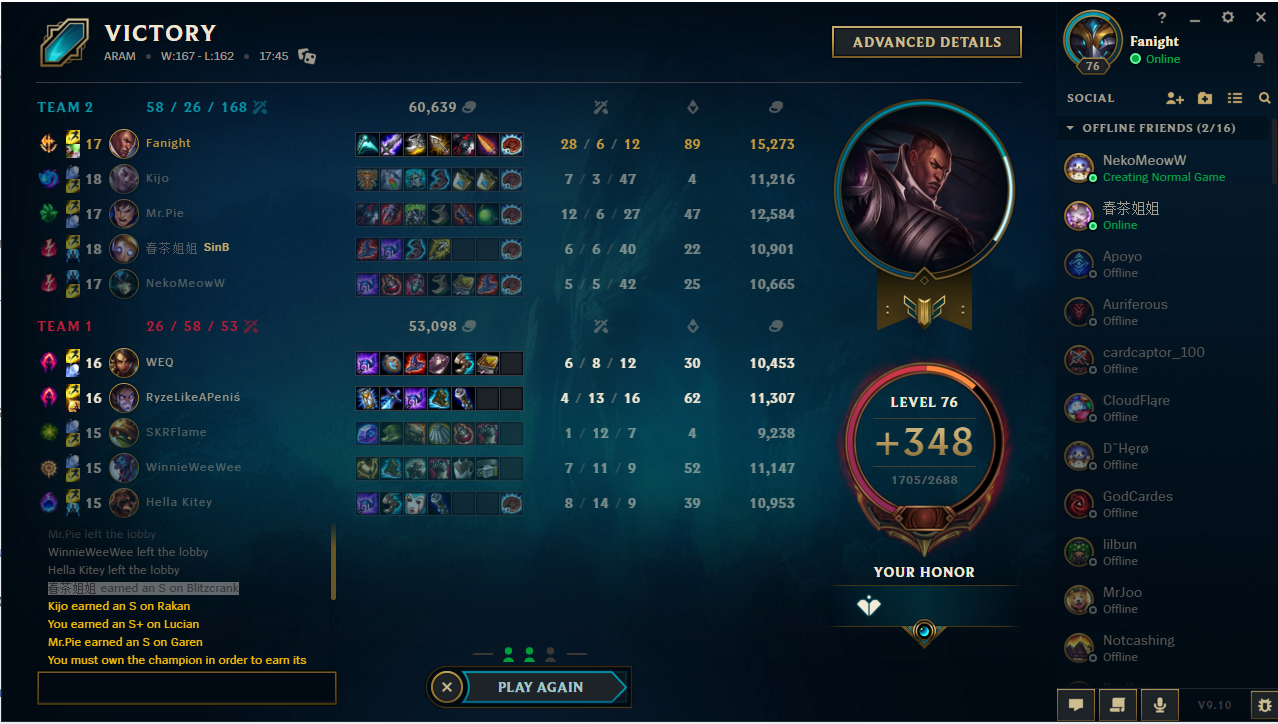 VICTORY
ARAM • W:167 - L:162 • 17:45
ADVANCED DETAILS
TEAM 2 58 / 26 / 168 60,639
17 Fanight 28 / 6 / 12 89 15,273
18 Kijo 7 / 3 / 47 4 11,216
17 Mr.Pie 12 / 6 / 27 47 12,584
18 春茶姐姐 SinB 6 / 6 / 40 22 10,901
17 NekoMeowW 5 / 5 / 42 25 10,665
TEAM 1 26 / 58 / 53 53,098
16 WEQ 6 / 8 / 12 30 10,453
16 RyzeLikeAPeniś 4 / 13 / 16 62 11,307
15 SKRFlame 1 / 12 / 7 4 9,238
15 WinnieWeeWee 7 / 11 / 9 52 11,147
15 Hella Kitey 8 / 14 / 9 39 10,953
Mr.Pie left the lobby
WinnieWeeWee left the lobby
Hella Kitey left the lobby
春茶姐姐 earned an S on Blitzcrank
Kijo earned an S on Rakan
You earned an S+ on Lucian
Mr.Pie earned an S on Garen
You must own the champion in order to earn its
PLAY AGAIN
LEVEL 76
+348
1705/2688
YOUR HONOR
?
76
Fanight
Online
SOCIAL
OFFLINE FRIENDS (2/16)
NekoMeowW
Creating Normal Game
春茶姐姐
Online
Apoyo
Offline
Auriferous
Offline
cardcaptor_100
Offline
CloudFląre
Offline
D˘Hęrø
Offline
GodCardes
Offline
lilbun
Offline
MrJoo
Offline
Notcashing
Offline
V9.10